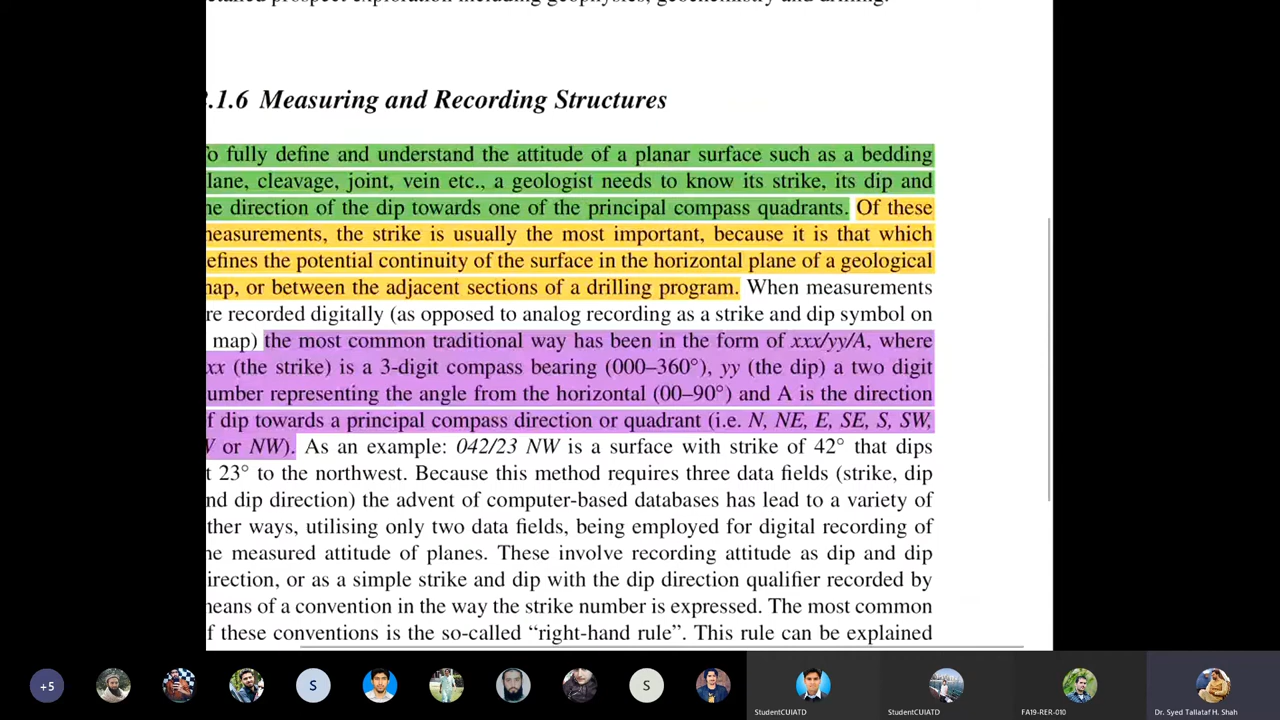 etailed prospect exploration including geophysics, geochemistry and drilling.
2.1.6 Measuring and Recording Structures
o fully define and understand the attitude of a planar surface such as a bedding
lane, cleavage, joint, vein etc., a geologist needs to know its strike, its dip and
he direction of the dip towards one of the principal compass quadrants. Of these
neasurements, the strike is usually the most important, because it is that which
efines the potential continuity of the surface in the horizontal plane of a geological
nap, or between the adjacent sections of a drilling program. When measurements
re recorded digitally (as opposed to analog recording as a strike and dip symbol on
map) the most common traditional way has been in the form of xxx/yy/A, where
xx (the strike) is a 3-digit compass bearing (000–360°), yy (the dip) a two digit
umber representing the angle from the horizontal (00–90°) and A is the direction
f dip towards a principal compass direction or quadrant (i.e. N, NE, E, SE, S, SW,
W or NW). As an example: 042/23 NW is a surface with strike of 42° that dips
t 23° to the northwest. Because this method requires three data fields (strike, dip
nd dip direction) the advent of computer-based databases has lead to a variety of
ther ways, utilising only two data fields, being employed for digital recording of
he measured attitude of planes. These involve recording attitude as dip and dip
irection, or as a simple strike and dip with the dip direction qualifier recorded by
neans of a convention in the way the strike number is expressed. The most common
f these conventions is the so-called “right-hand rule”. This rule can be explained
+5
S
S
StudentCUIATD
StudentCUIATD
FA19-RER-010
Dr. Syed Tallataf H. Shah